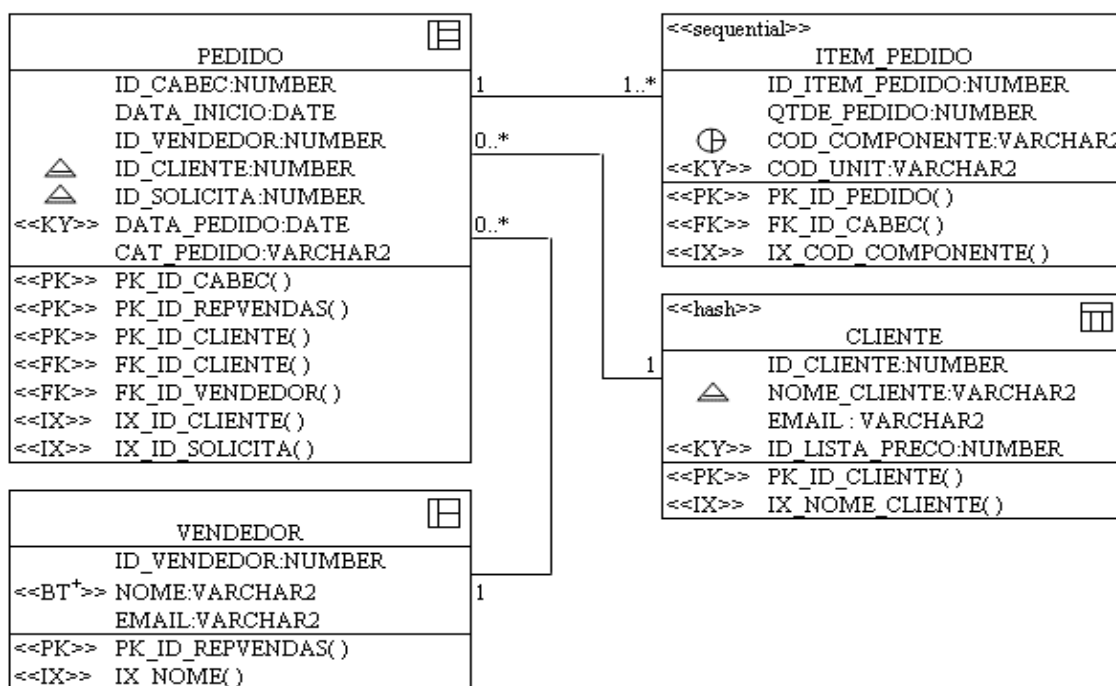 PEDIDO
ID_CABEC:NUMBER
DATA_INICIO:DATE
ID_VENDEDOR:NUMBER
ID_CLIENTE:NUMBER
ID_SOLICITA:NUMBER
<<KY>> DATA_PEDIDO:DATE
CAT_PEDIDO:VARCHAR2
<<PK>> PK_ID_CABEC( )
<<PK>> PK_ID_REPVENDAS( )
<<PK>> PK_ID_CLIENTE( )
<<FK>> FK_ID_CLIENTE( )
<<FK>> FK_ID_VENDEDOR( )
<<IX>> IX_ID_CLIENTE( )
<<IX>> IX_ID_SOLICITA( )
1 1..*
0..*
0..*
<<sequential>>
ITEM_PEDIDO
ID_ITEM_PEDIDO:NUMBER
QTDE_PEDIDO:NUMBER
COD_COMPONENTE:VARCHAR2
<<KY>> COD_UNIT:VARCHAR2
<<PK>> PK_ID_PEDIDO( )
<<FK>> FK_ID_CABEC( )
<<IX>> IX_COD_COMPONENTE( )
<<hash>>
CLIENTE
1
ID_CLIENTE:NUMBER
NOME_CLIENTE:VARCHAR2
EMAIL : VARCHAR2
<<KY>> ID_LISTA_PRECO:NUMBER
<<PK>> PK_ID_CLIENTE( )
<<IX>> IX_NOME_CLIENTE( )
VENDEDOR
ID_VENDEDOR:NUMBER
<<BT+>> NOME:VARCHAR2
EMAIL:VARCHAR2
<<PK>> PK_ID_REPVENDAS( )
<<IX>> IX_NOME( )
1